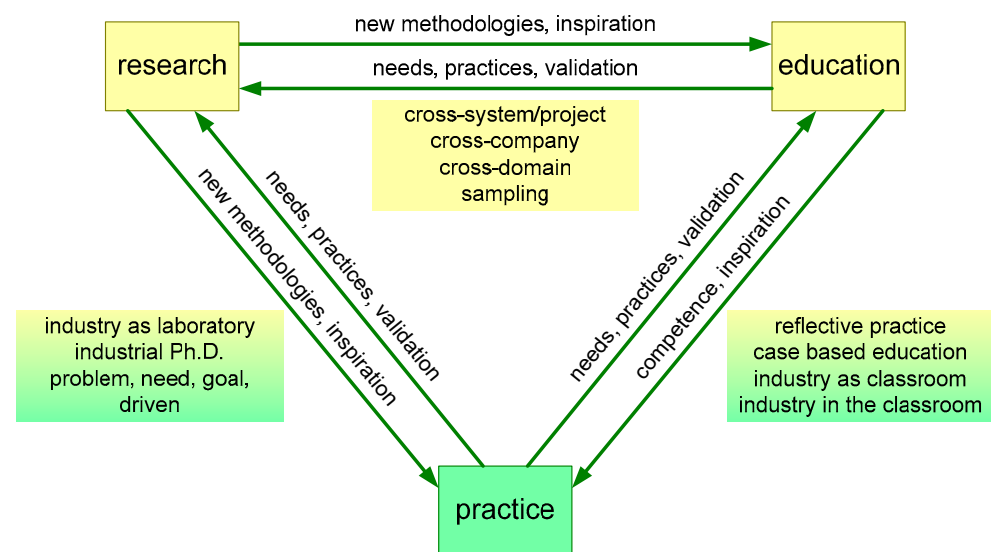 new methodologies, inspiration
research
education
needs, practices, validation
cross-system/project
cross-company
cross-domain
sampling
new methodologies, inspiration
needs, practices, validation
needs, practices, validation
competence, inspiration
industry as laboratory
industrial Ph.D.
problem, need, goal,
driven
reflective practice
case based education
industry as classroom
industry in the classroom
practice